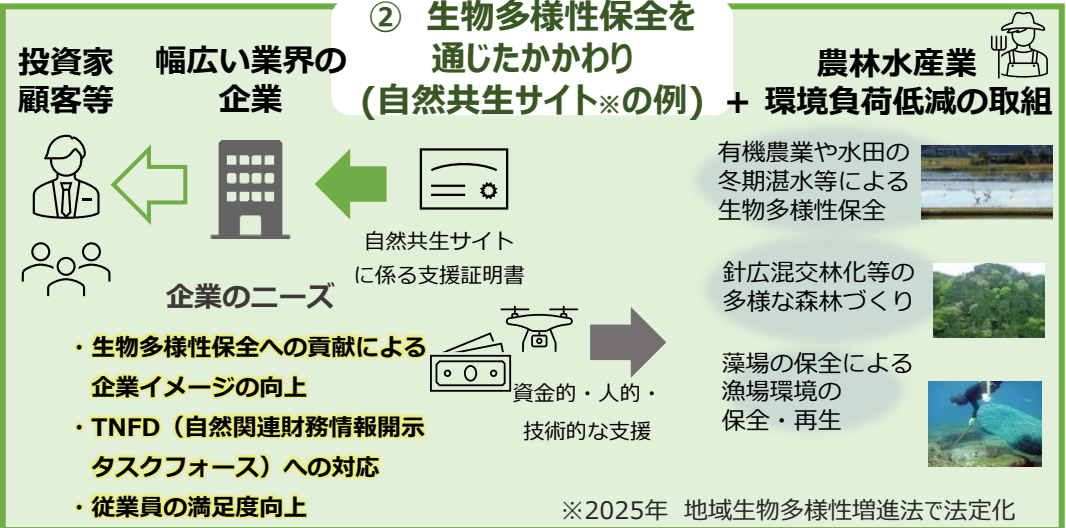 ② 生物多様性保全を
通じたかかわり
(自然共生サイト※の例)
投資家
顧客等
幅広い業界の
企業
農林水産業
+ 環境負荷低減の取組
自然共生サイト
に係る支援証明書
企業のニーズ
・生物多様性保全への貢献による
企業イメージの向上
・TNFD（自然関連財務情報開示
タスクフォース）への対応
・従業員の満足度向上
資金的・人的・
技術的な支援
有機農業や水田の
冬期湛水等による
生物多様性保全
針広混交林化等の
多様な森林づくり
藻場の保全による
漁場環境の
保全・再生
※2025年 地域生物多様性増進法で法定化